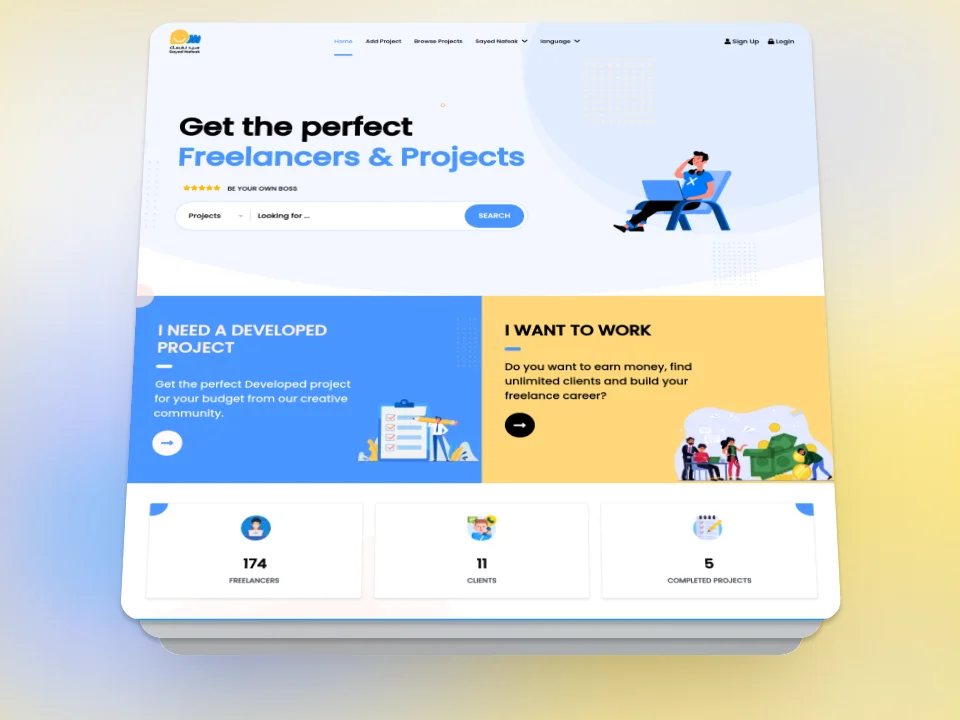 سيد نفسك
Sayed Nafsak
Home Add Project Browse Projects Sayed Nafsak language Sign Up Login
Get the perfect
Freelancers & Projects
BE YOUR OWN BOSS
Projects Looking for ... SEARCH
I NEED A DEVELOPED
PROJECT
Get the perfect Developed project
for your budget from our creative
community.
I WANT TO WORK
Do you want to earn money, find
unlimited clients and build your
freelance career?
174
FREELANCERS
11
CLIENTS
5
COMPLETED PROJECTS